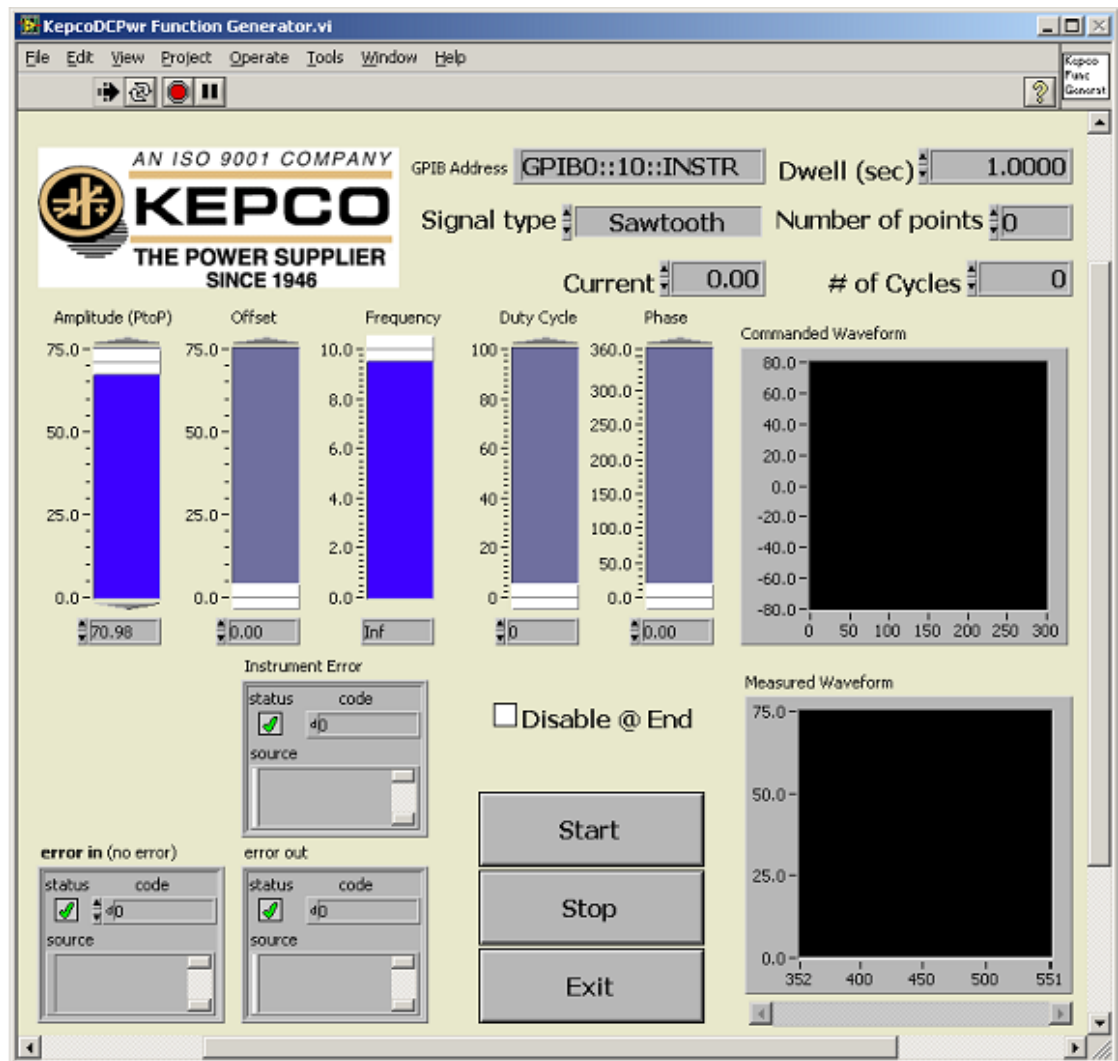 KepcoDCPwr Function Generator.vi
File Edit View Project Operate Tools Window Help
Kepco
Func
Generat
AN ISO 9001 COMPANY
KEPCO
THE POWER SUPPLIER
SINCE 1946
GPIB Address GPIB0::10::INSTR
Dwell (sec) 1.0000
Signal type Sawtooth
Number of points 0
Current 0.00
# of Cycles 0
Amplitude (PtoP)
75.0
50.0
25.0
0.0
70.98
Offset
75.0
50.0
25.0
0.0
0.00
Frequency
10.0
8.0
6.0
4.0
2.0
0.0
Inf
Duty Cycle
100
80
60
40
20
0
0
Phase
360.0
300.0
250.0
200.0
150.0
100.0
50.0
0.0
0.00
Commanded Waveform
80.0
60.0
40.0
20.0
0.0
-20.0
-40.0
-60.0
-80.0
0 50 100 150 200 250 300
Instrument Error
status code
d0
source
Disable @ End
Measured Waveform
75.0
50.0
25.0
0.0
352 400 450 500 551
error in (no error)
status code
d0
source
error out
status code
d0
source
Start
Stop
Exit